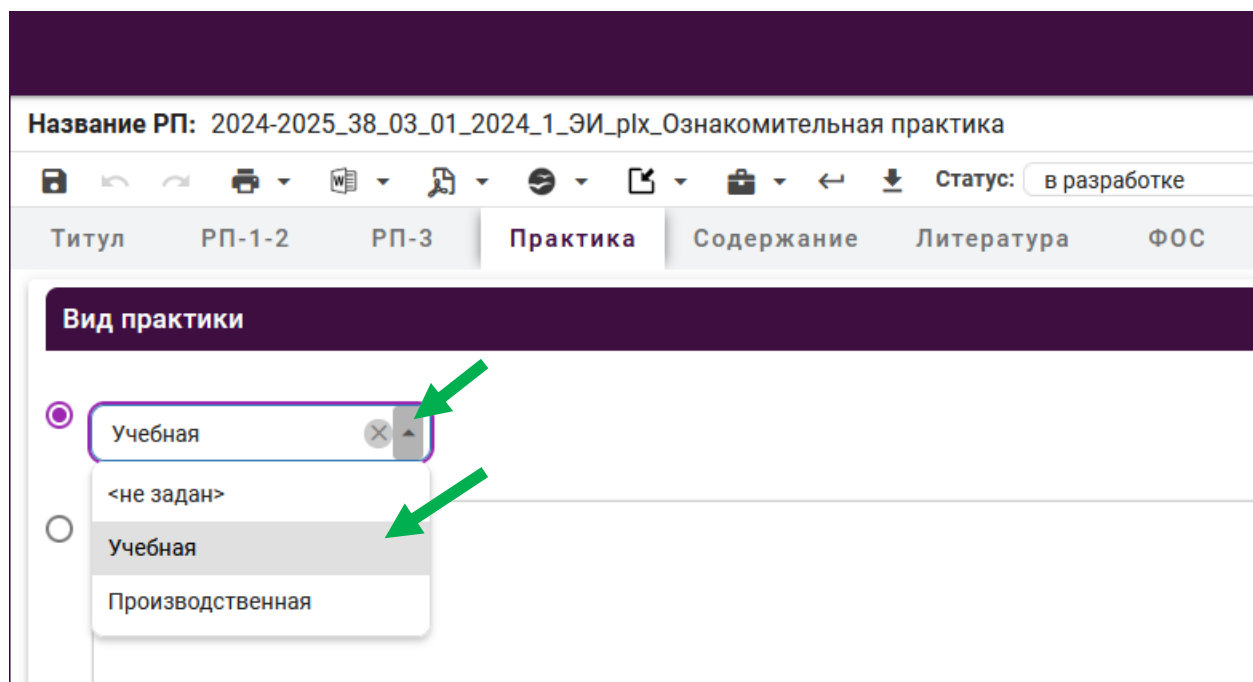 Название РП: 2024-2025_38_03_01_2024_1_ЭИ_plx_Ознакомительная практика
Статус: в разработке
Титул РП-1-2 РП-3 Практика Содержание Литература ФОС
Вид практики
Учебная
<не задан>
Учебная
Производственная